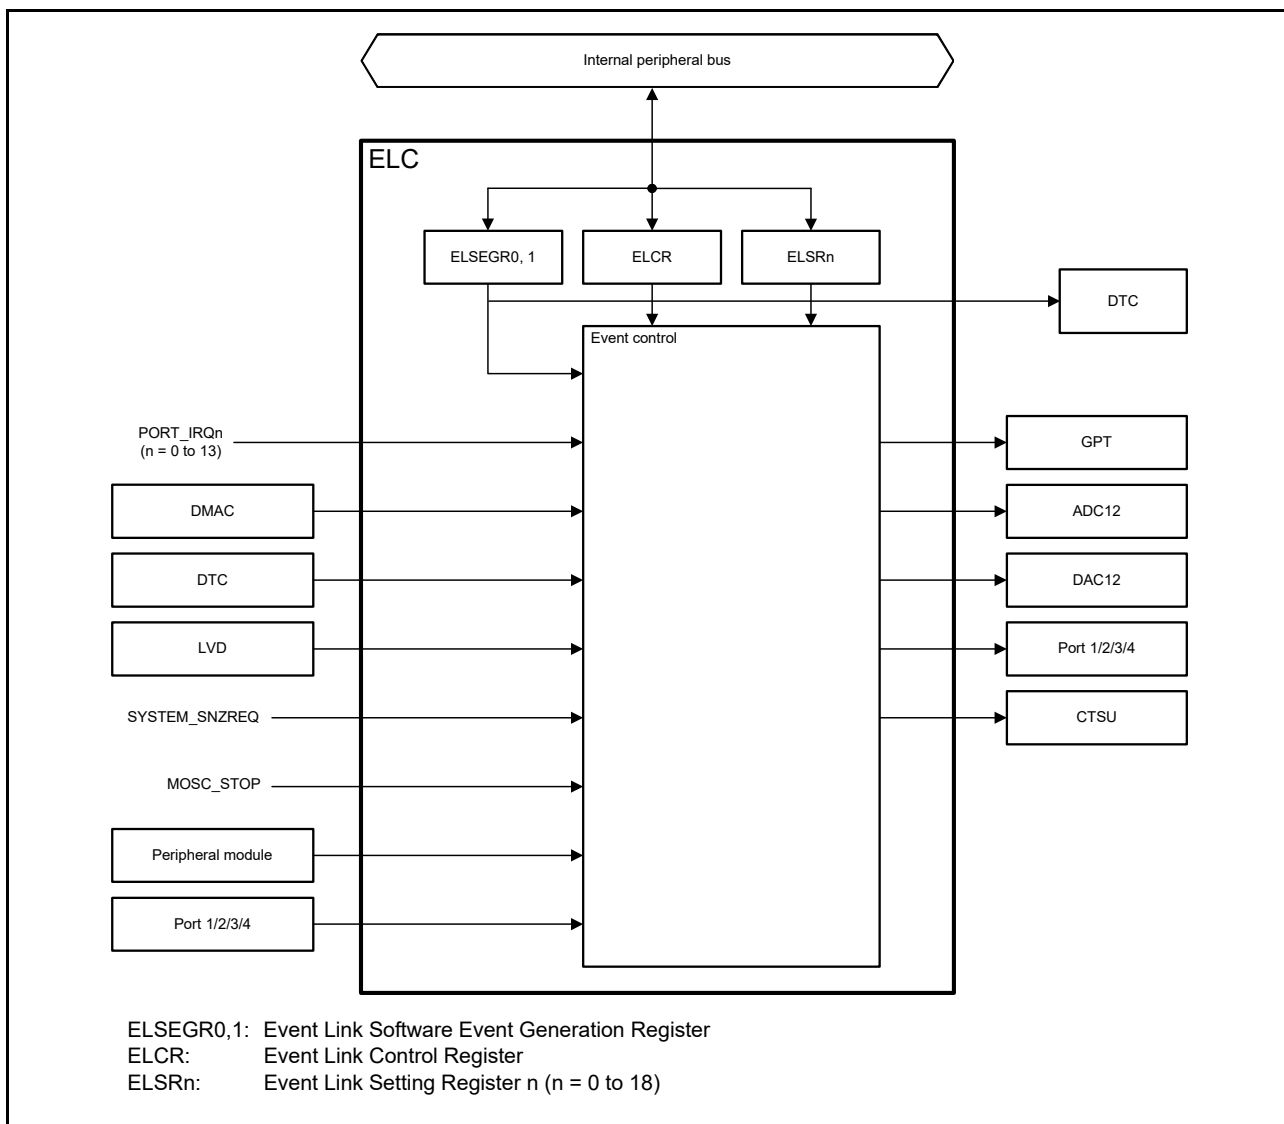 Internal peripheral bus
ELC
ELSEGR0, 1
ELCR
ELSRn
DTC
Event control
PORT_IRQn
(n = 0 to 13)
GPT
DMAC
ADC12
DTC
DAC12
LVD
Port 1/2/3/4
SYSTEM_SNZREQ
CTSU
MOSC_STOP
Peripheral module
Port 1/2/3/4
ELSEGR0,1: Event Link Software Event Generation Register
ELCR: Event Link Control Register
ELSRn: Event Link Setting Register n (n = 0 to 18)